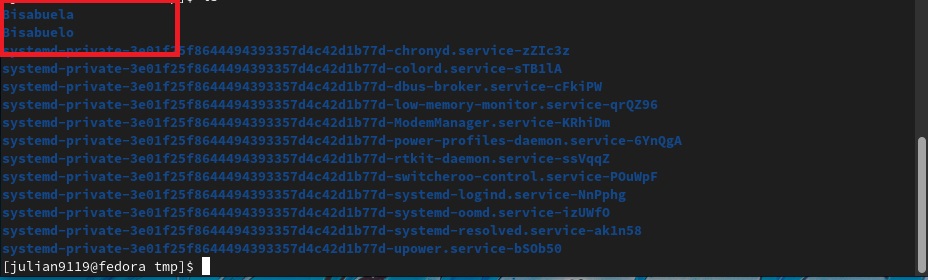 Bisabuela
Bisabuelo
systemd-private-3e01f25f8644494393357d4c42d1b77d-chronyd.service-zZIc3z
systemd-private-3e01f25f8644494393357d4c42d1b77d-colord.service-sTB1lA
systemd-private-3e01f25f8644494393357d4c42d1b77d-dbus-broker.service-cFkiPW
systemd-private-3e01f25f8644494393357d4c42d1b77d-low-memory-monitor.service-qrQZ96
systemd-private-3e01f25f8644494393357d4c42d1b77d-ModemManager.service-KRhiDm
systemd-private-3e01f25f8644494393357d4c42d1b77d-power-profiles-daemon.service-6YnQgA
systemd-private-3e01f25f8644494393357d4c42d1b77d-rtkit-daemon.service-ssVqqZ
systemd-private-3e01f25f8644494393357d4c42d1b77d-switcheroo-control.service-POuWpF
systemd-private-3e01f25f8644494393357d4c42d1b77d-systemd-logind.service-NnPphg
systemd-private-3e01f25f8644494393357d4c42d1b77d-systemd-oomd.service-izUWfO
systemd-private-3e01f25f8644494393357d4c42d1b77d-systemd-resolved.service-ak1n58
systemd-private-3e01f25f8644494393357d4c42d1b77d-upower.service-bSOb50
[julian9119@fedora tmp]$